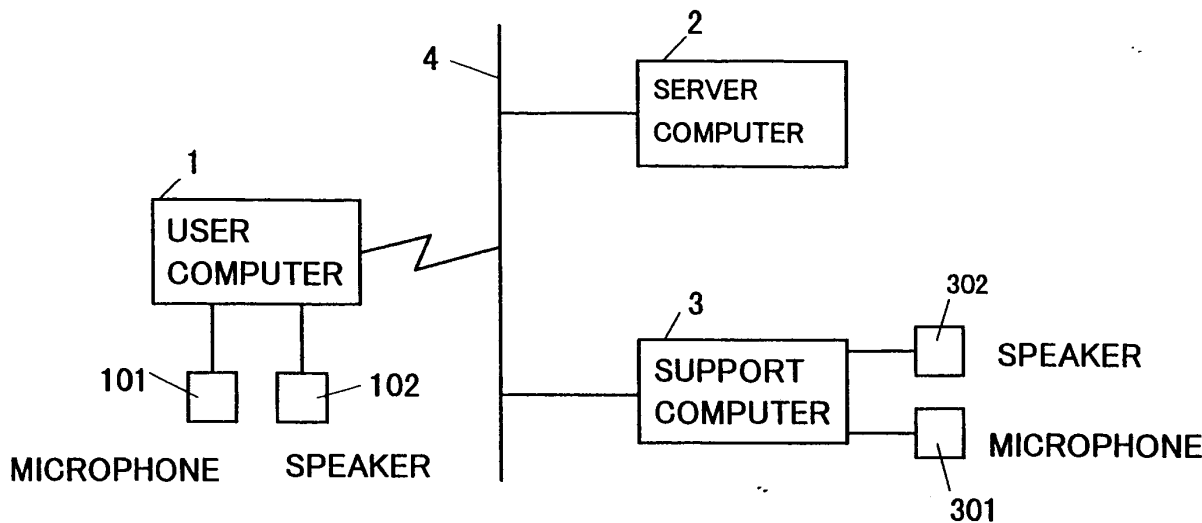 2
4
SERVER
COMPUTER
1
USER
COMPUTER
302
3
SPEAKER
SUPPORT
COMPUTER
101
102
MICROPHONE
MICROPHONE
SPEAKER
301